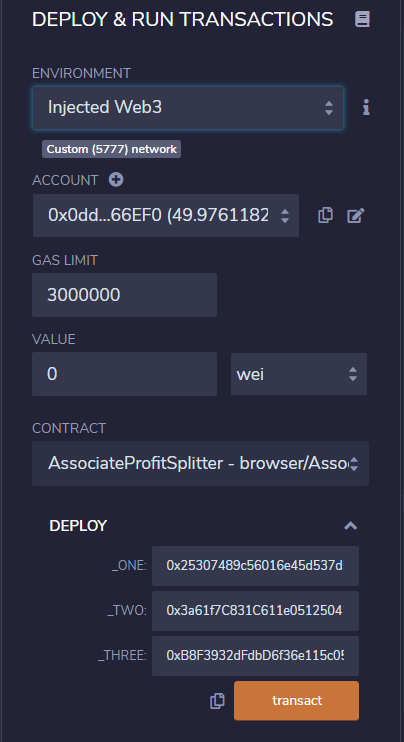 DEPLOY & RUN TRANSACTIONS
ENVIRONMENT
Injected Web3
Custom (5777) network
ACCOUNT
0x0dd...66EF0 (49.9761182
GAS LIMIT
3000000
VALUE
0 wei
CONTRACT
AssociateProfitSplitter - browser/Asso
DEPLOY
_ONE: 0x25307489c56016e45d537d
_TWO: 0x3a61f7C831C611e0512504
_THREE: 0xB8F3932dFdbD6f36e115c05
transact